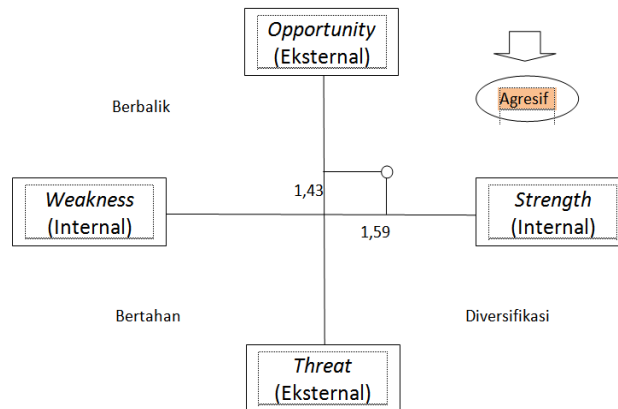 Opportunity
(Eksternal)
Agresif
Berbalik
1,43
Weakness
(Internal)
Strength
(Internal)
1,59
Bertahan
Diversifikasi
Threat
(Eksternal)